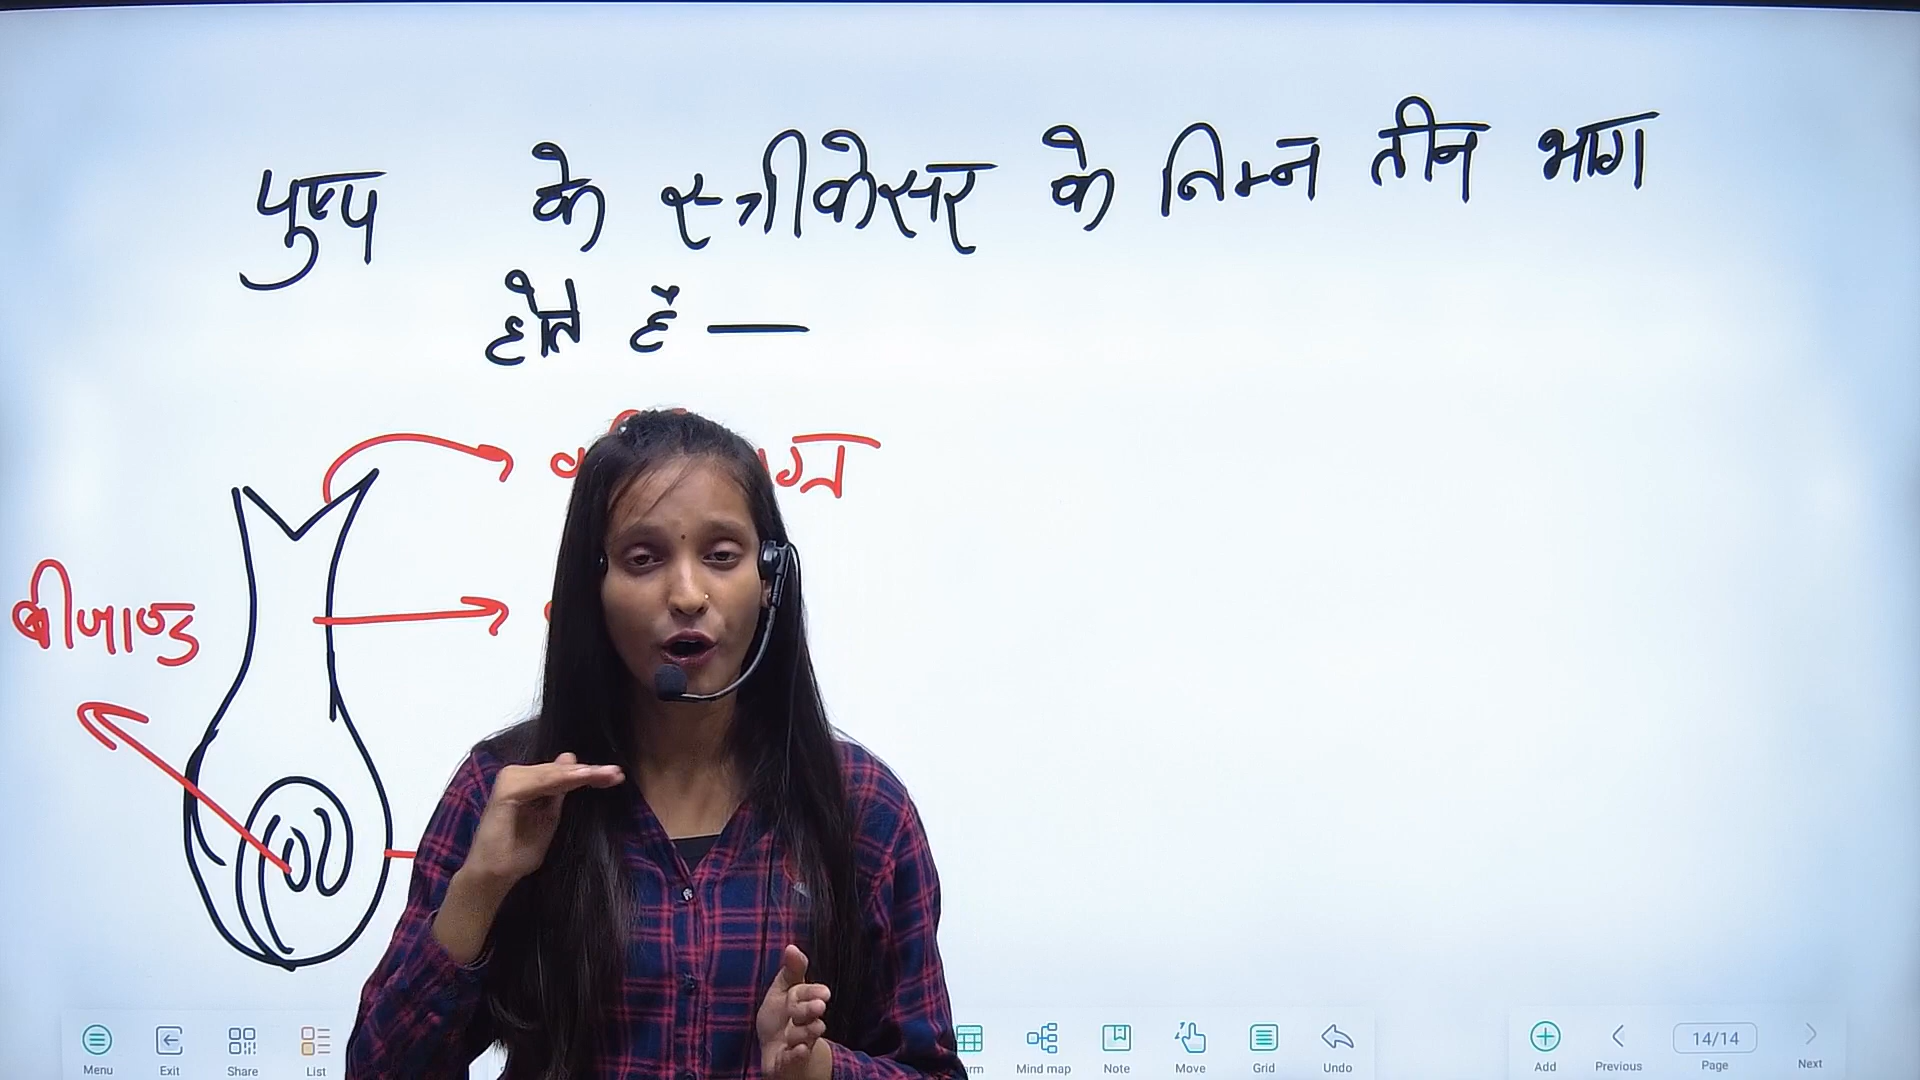 पुष्प के स्त्रीकेसर के निम्न तीन भाग
होते हैं —
बीजाण्ड
Menu
Exit
Share
List
Mind map
Note
Move
Grid
Undo
Add
Previous
14/14
Page
Next